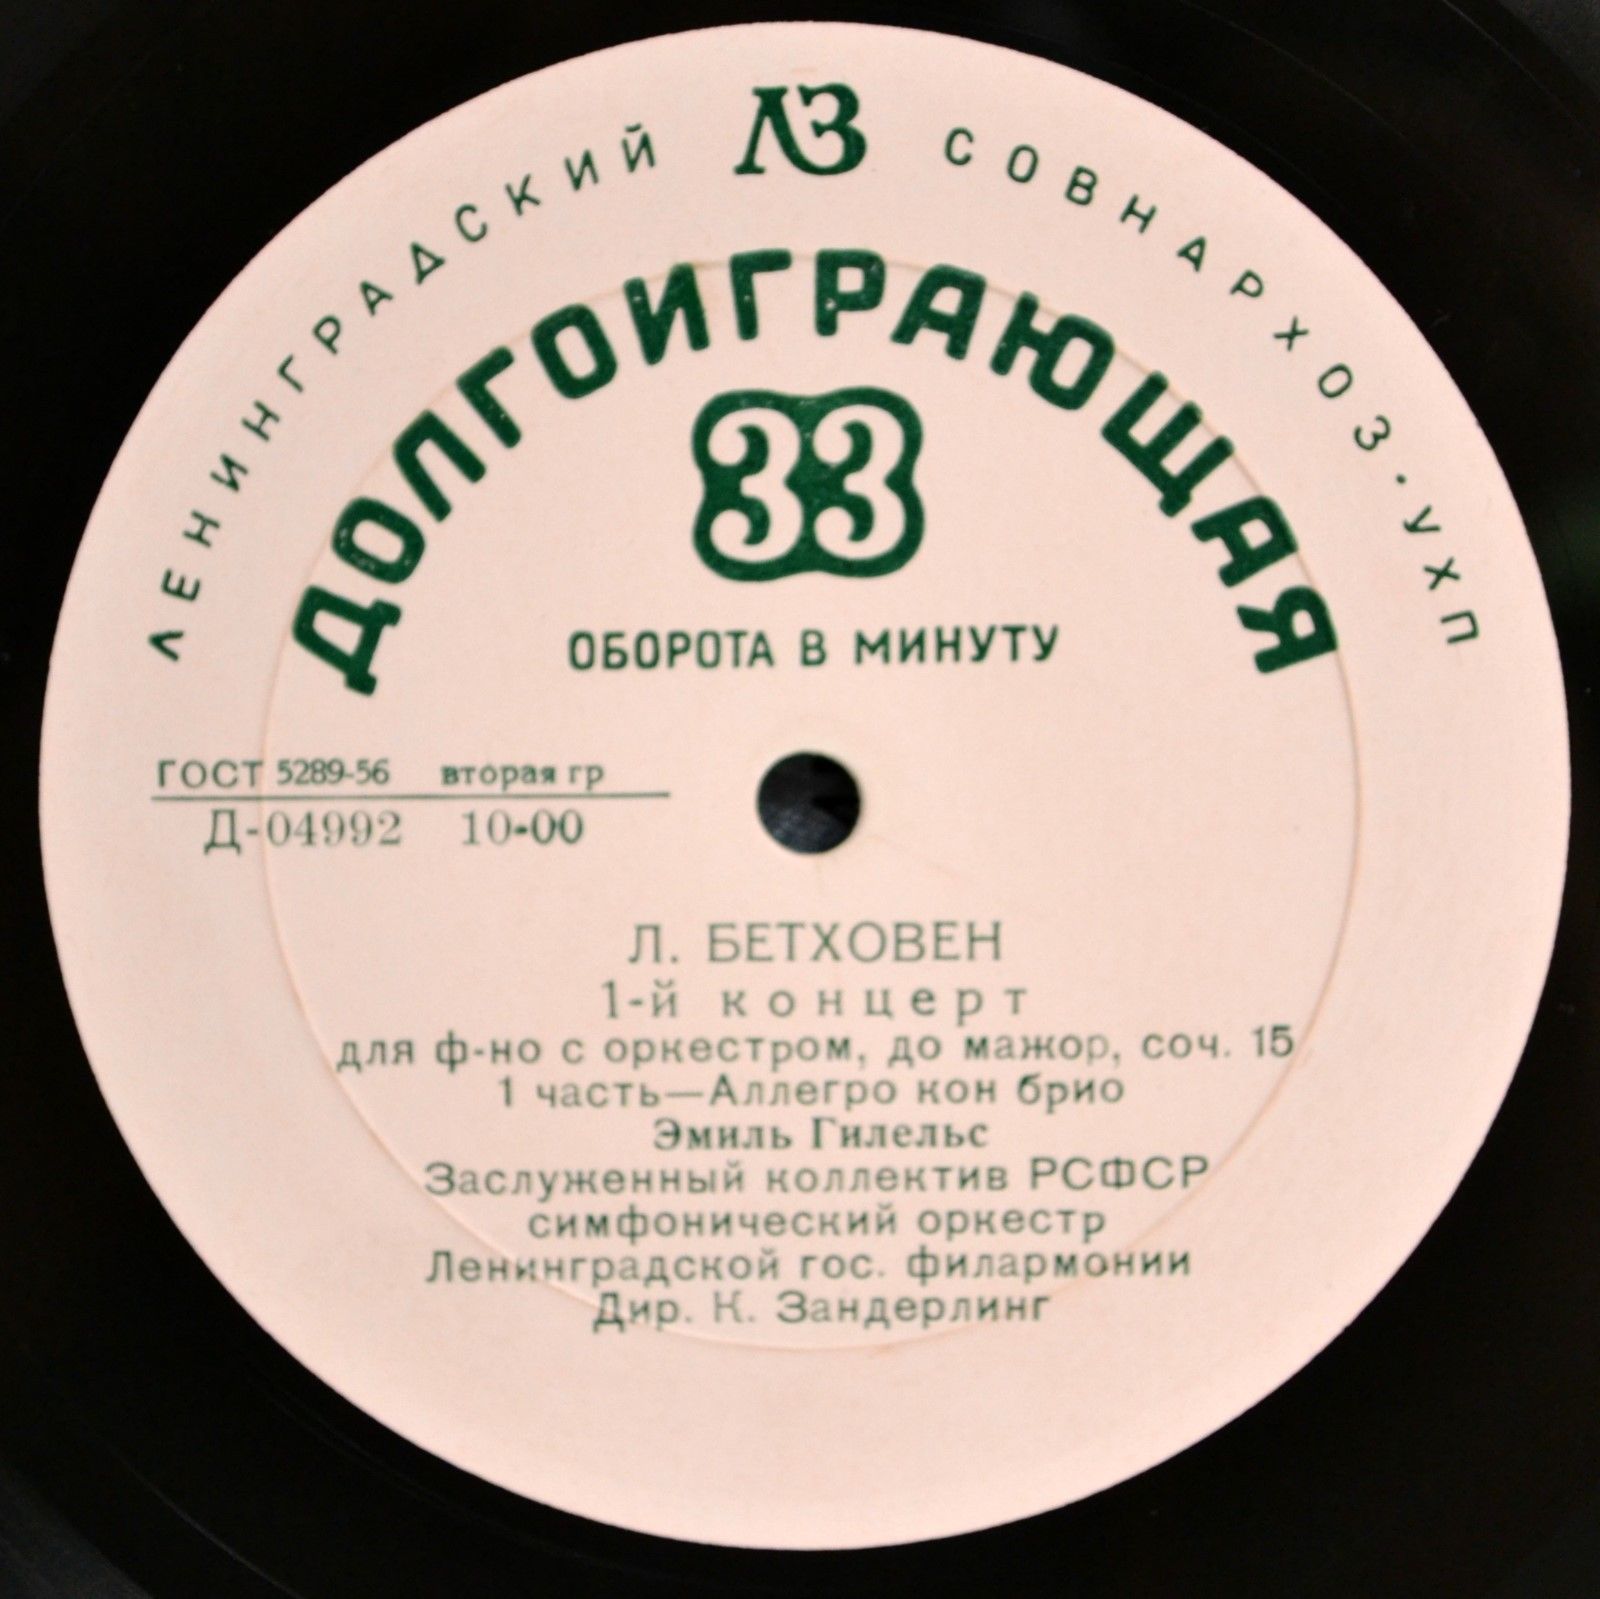 ЛЕНИНГРАДСКИЙ ЛЗ СОВНАРХОЗ · УХП
ДОЛГОИГРАЮЩАЯ
33
ОБОРОТА В МИНУТУ
ГОСТ 5289-56 вторая гр
Д-04992 10-00
Л. БЕТХОВЕН
1-й концерт
для ф-но с оркестром, до мажор, соч. 15
1 часть—Аллегро кон брио
Эмиль Гилельс
Заслуженный коллектив РСФСР
симфонический оркестр
Ленинградской гос. филармонии
Дир. К. Зандерлинг